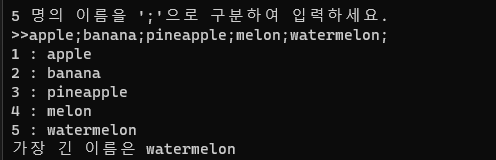 5 명의 이름을 ';'으로 구분하여 입력하세요.
>>apple;banana;pineapple;melon;watermelon;
1 : apple
2 : banana
3 : pineapple
4 : melon
5 : watermelon
가장 긴 이름은 watermelon